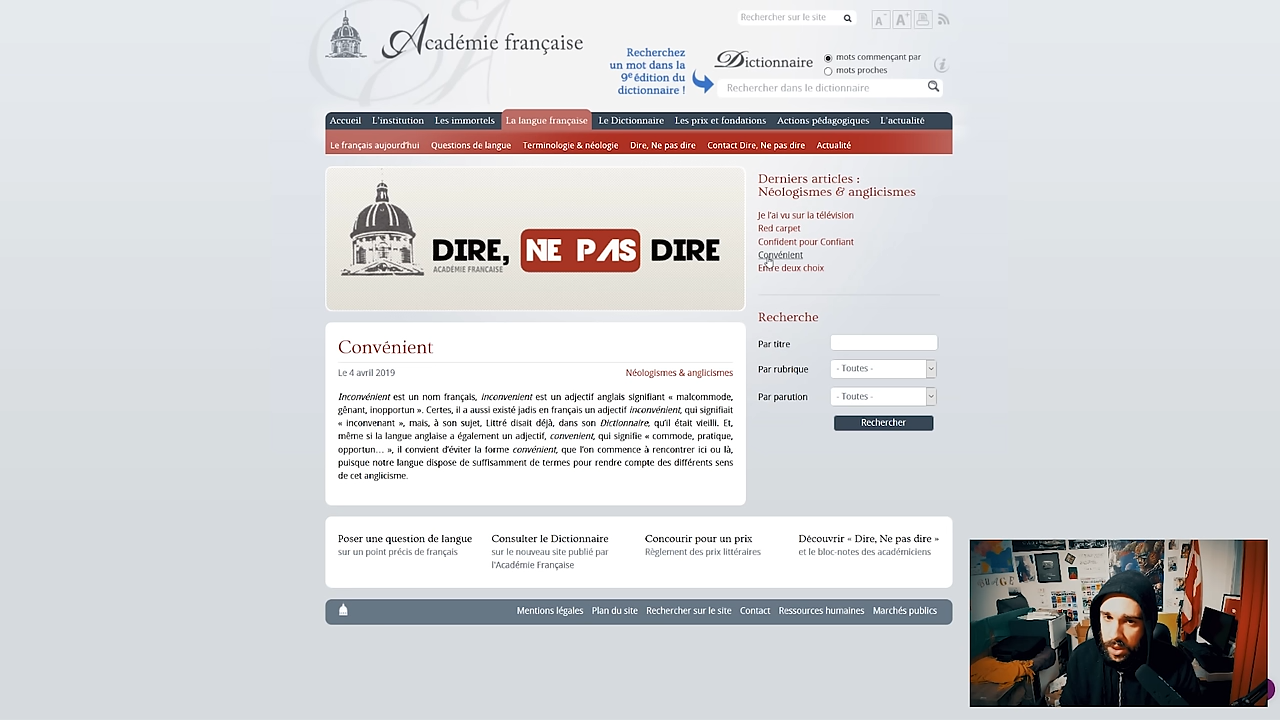 Académie française
Rechercher sur le site
A-
A+
Recherchez
un mot dans la
9e édition du
dictionnaire !
Dictionnaire
mots commençant par
mots proches
Rechercher dans le dictionnaire
Accueil L'institution Les immortels La langue française Le Dictionnaire Les prix et fondations Actions pédagogiques L'actualité
Le français aujourd'hui Questions de langue Terminologie & néologie Dire, Ne pas dire Contact Dire, Ne pas dire Actualité
DIRE, NE PAS DIRE
ACADÉMIE FRANÇAISE
Convénient
Le 4 avril 2019
Néologismes & anglicismes
Inconvénient est un nom français, inconvenient est un adjectif anglais signifiant « malcommode,
gênant, inopportun ». Certes, il a aussi existé jadis en français un adjectif inconvénient, qui signifiait
« inconvenant », mais, à son sujet, Littré disait déjà, dans son Dictionnaire, qu'il était vieilli. Et,
même si la langue anglaise a également un adjectif, convenient, qui signifie « commode, pratique,
opportun… », il convient d'éviter la forme convénient, que l'on commence à rencontrer ici ou là,
puisque notre langue dispose de suffisamment de termes pour rendre compte des différents sens
de cet anglicisme.
Derniers articles :
Néologismes & anglicismes
Je l'ai vu sur la télévision
Red carpet
Confident pour Confiant
Convénient
Entre deux choix
Recherche
Par titre
Par rubrique
- Toutes -
Par parution
- Toutes -
Rechercher
Poser une question de langue
sur un point précis de français
Consulter le Dictionnaire
sur le nouveau site publié par
l'Académie Française
Concourir pour un prix
Règlement des prix littéraires
Découvrir « Dire, Ne pas dire »
et le bloc-notes des académiciens
Mentions légales Plan du site Rechercher sur le site Contact Ressources humaines Marchés publics